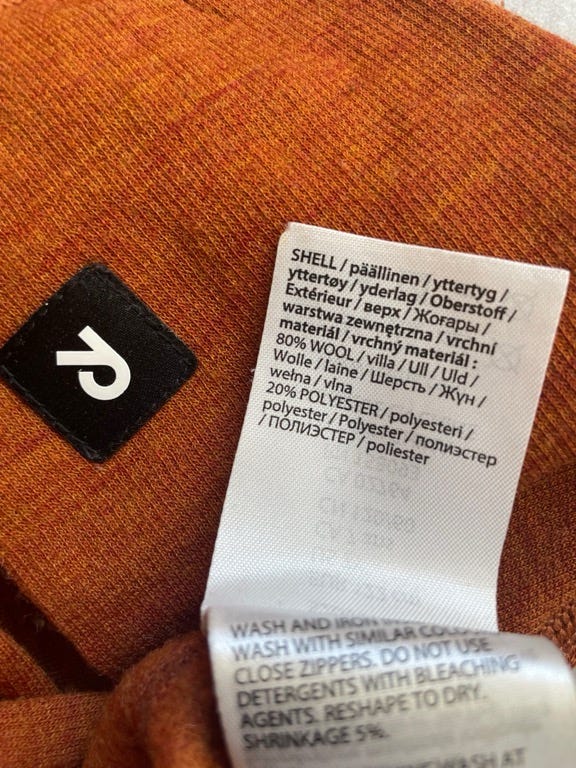 SHELL / päällinen / yttertyg /
yttertøy / yderlag / Oberstoff /
Extérieur / верх / Жоғары /
warstwa zewnętrzna / vrchní
materiál / vrchný materiál :
80% WOOL / villa / Ull / Uld /
Wolle / laine / Шерсть / Жүн /
wełna / vlna
20% POLYESTER / polyesteri /
polyester / Polyester / полиэстер
/ ПОЛИЭСТЕР / poliester
WASH AND IRON
WASH WITH SIMILAR
CLOSE ZIPPERS. DO NOT USE
DETERGENTS WITH BLEACHING
AGENTS. RESHAPE TO DRY.
SHRINKAGE 5%.
AT